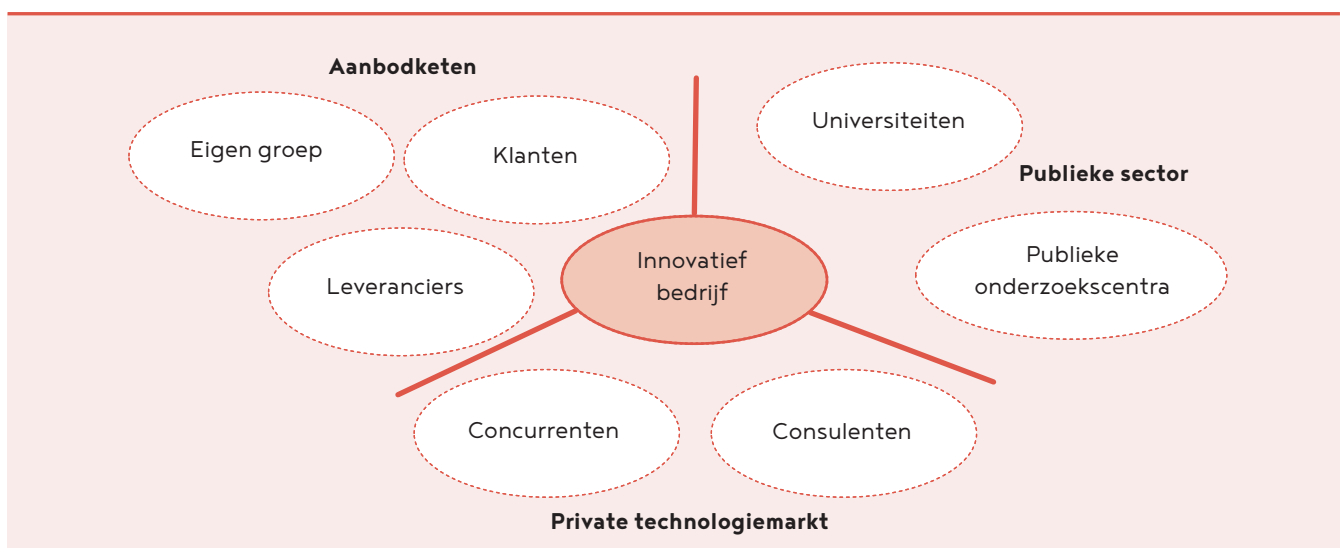 Aanbodketen
Eigen groep
Klanten
Leveranciers
Universiteiten
Publieke sector
Publieke
onderzoekscentra
Innovatief
bedrijf
Concurrenten
Consulenten
Private technologiemarkt